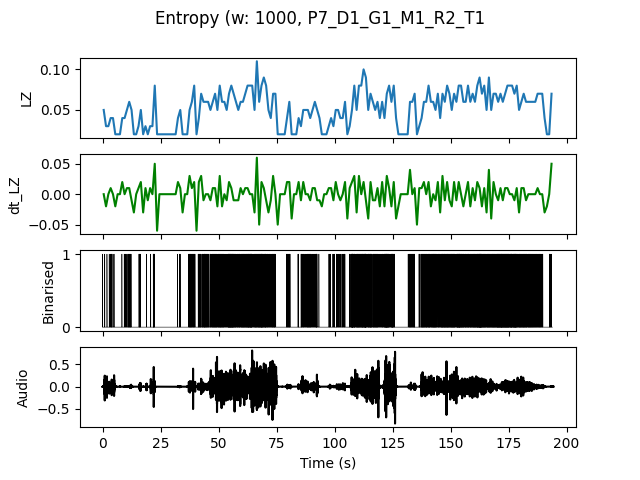 Entropy (w: 1000, P7_D1_G1_M1_R2_T1
0.10
0.05
LZ
0.05
0.00
−0.05
dt_LZ
1
0
Binarised
0.5
0.0
−0.5
Audio
0 25 50 75 100 125 150 175 200
Time (s)